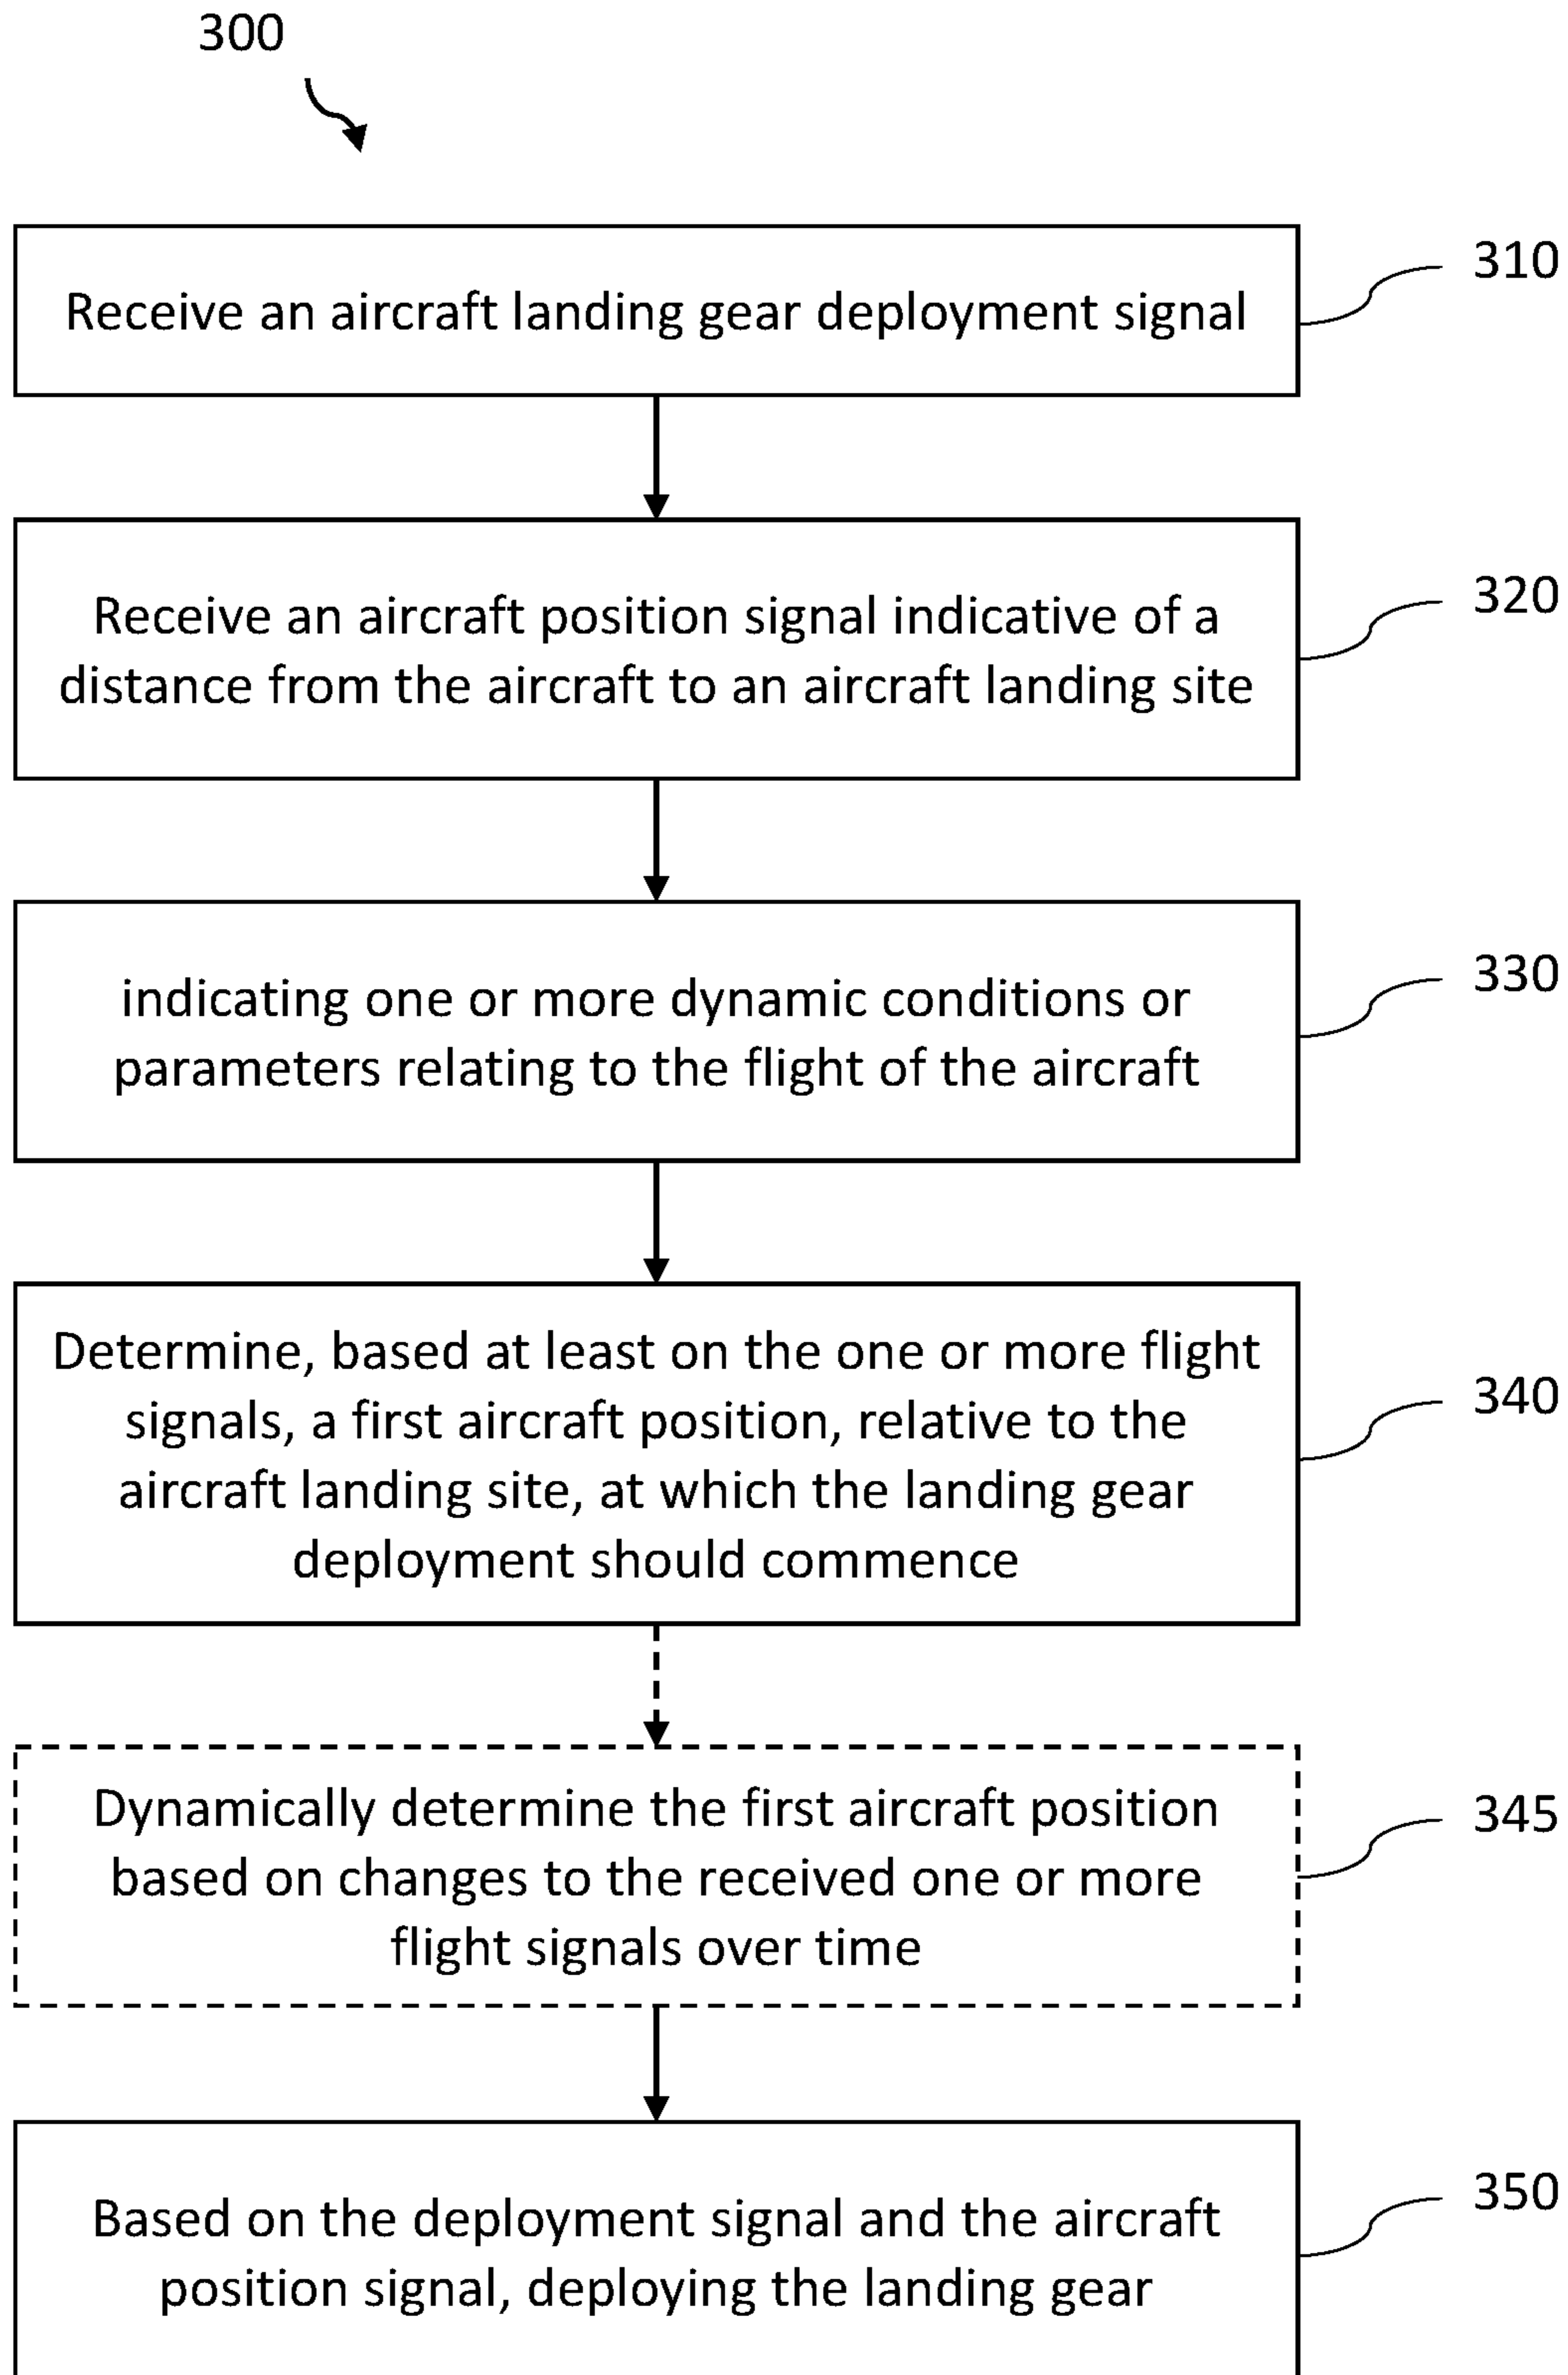 300
Receive an aircraft landing gear deployment signal
310
Receive an aircraft position signal indicative of a
distance from the aircraft to an aircraft landing site
320
indicating one or more dynamic conditions or
parameters relating to the flight of the aircraft
330
Determine, based at least on the one or more flight
signals, a first aircraft position, relative to the
aircraft landing site, at which the landing gear
deployment should commence
340
Dynamically determine the first aircraft position
based on changes to the received one or more
flight signals over time
345
Based on the deployment signal and the aircraft
position signal, deploying the landing gear
350